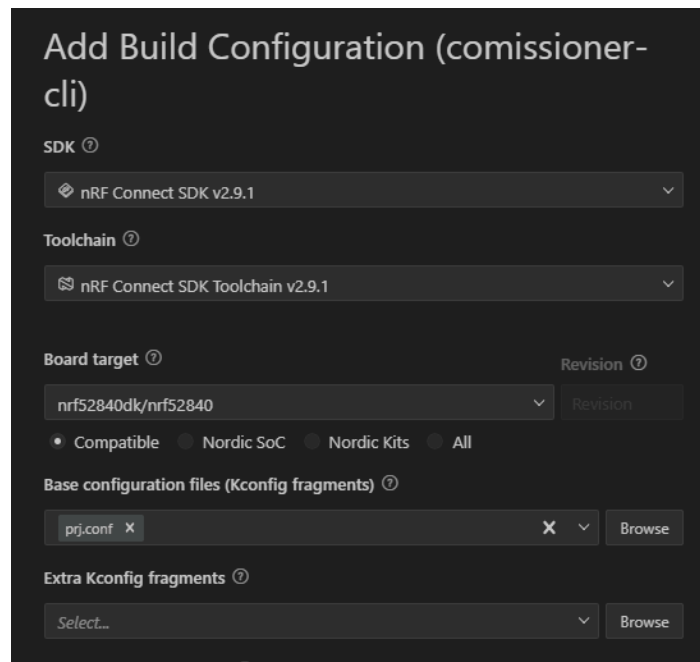 Add Build Configuration (comissioner-
cli)
SDK
nRF Connect SDK v2.9.1
Toolchain
nRF Connect SDK Toolchain v2.9.1
Board target
Revision
nrf52840dk/nrf52840
Revision
Compatible Nordic SoC Nordic Kits All
Base configuration files (Kconfig fragments)
prj.conf
Browse
Extra Kconfig fragments
Select...
Browse